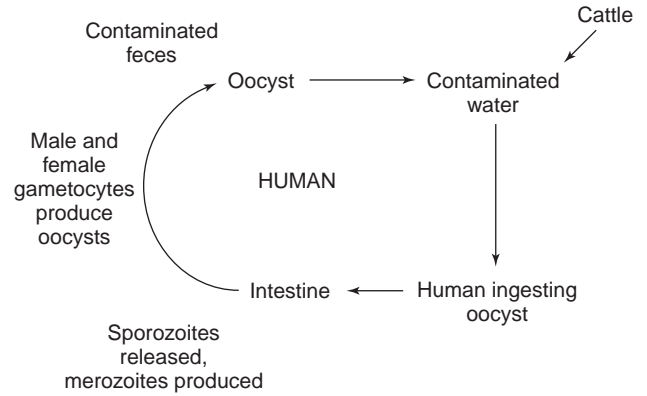 Cattle
Contaminated
feces
Oocyst
Contaminated
water
Male and
female
gametocytes
produce
oocysts
HUMAN
Intestine
Human ingesting
oocyst
Sporozoites
released,
merozoites produced